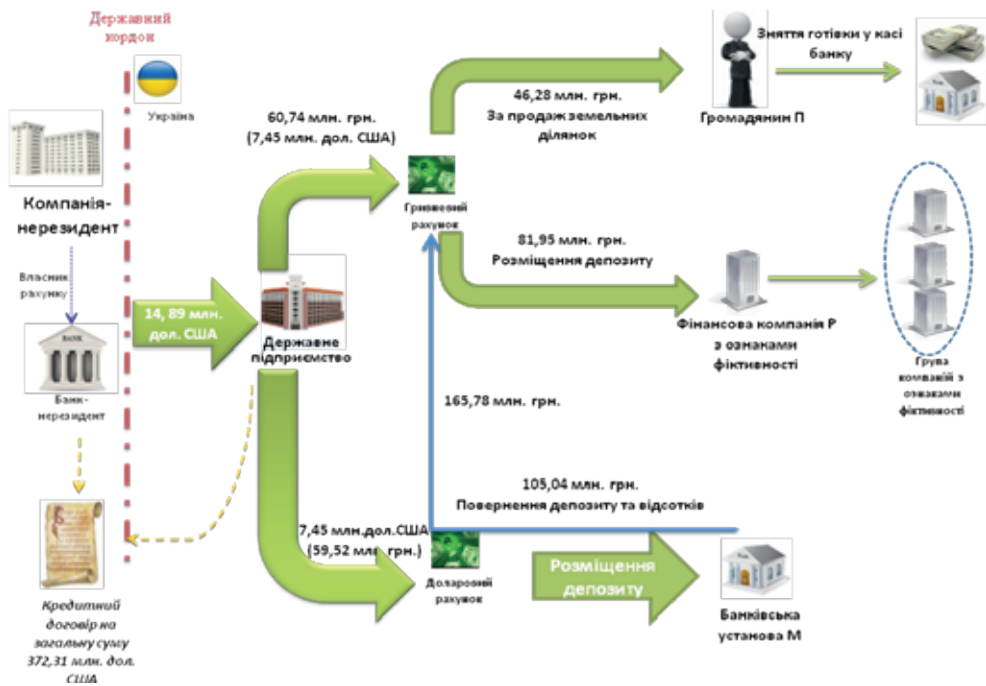 Державний
кордон
Україна
Компанія-
нерезидент
Власник
рахунку
BANK
Банк-
нерезидент
Кредитний
договір на
загальну суму
372,31 млн. дол.
США
14, 89 млн.
дол. США
Державне
підприємство
60,74 млн. грн.
(7,45 млн. дол. США)
Гривневий
рахунок
46,28 млн. грн.
За продаж земельних
ділянок
Громадянин П
Зняття готівки у касі
банку
81,95 млн. грн.
Розміщення депозиту
Фінансова компанія Р
з ознаками
фіктивності
Група
компаній з
ознаками
фіктивності
165,78 млн. грн.
105,04 млн. грн.
Повернення депозиту та відсотків
7,45 млн.дол.США
(59,52 млн. грн.)
Доларовий
рахунок
Розміщення
депозиту
Банківська
установа М